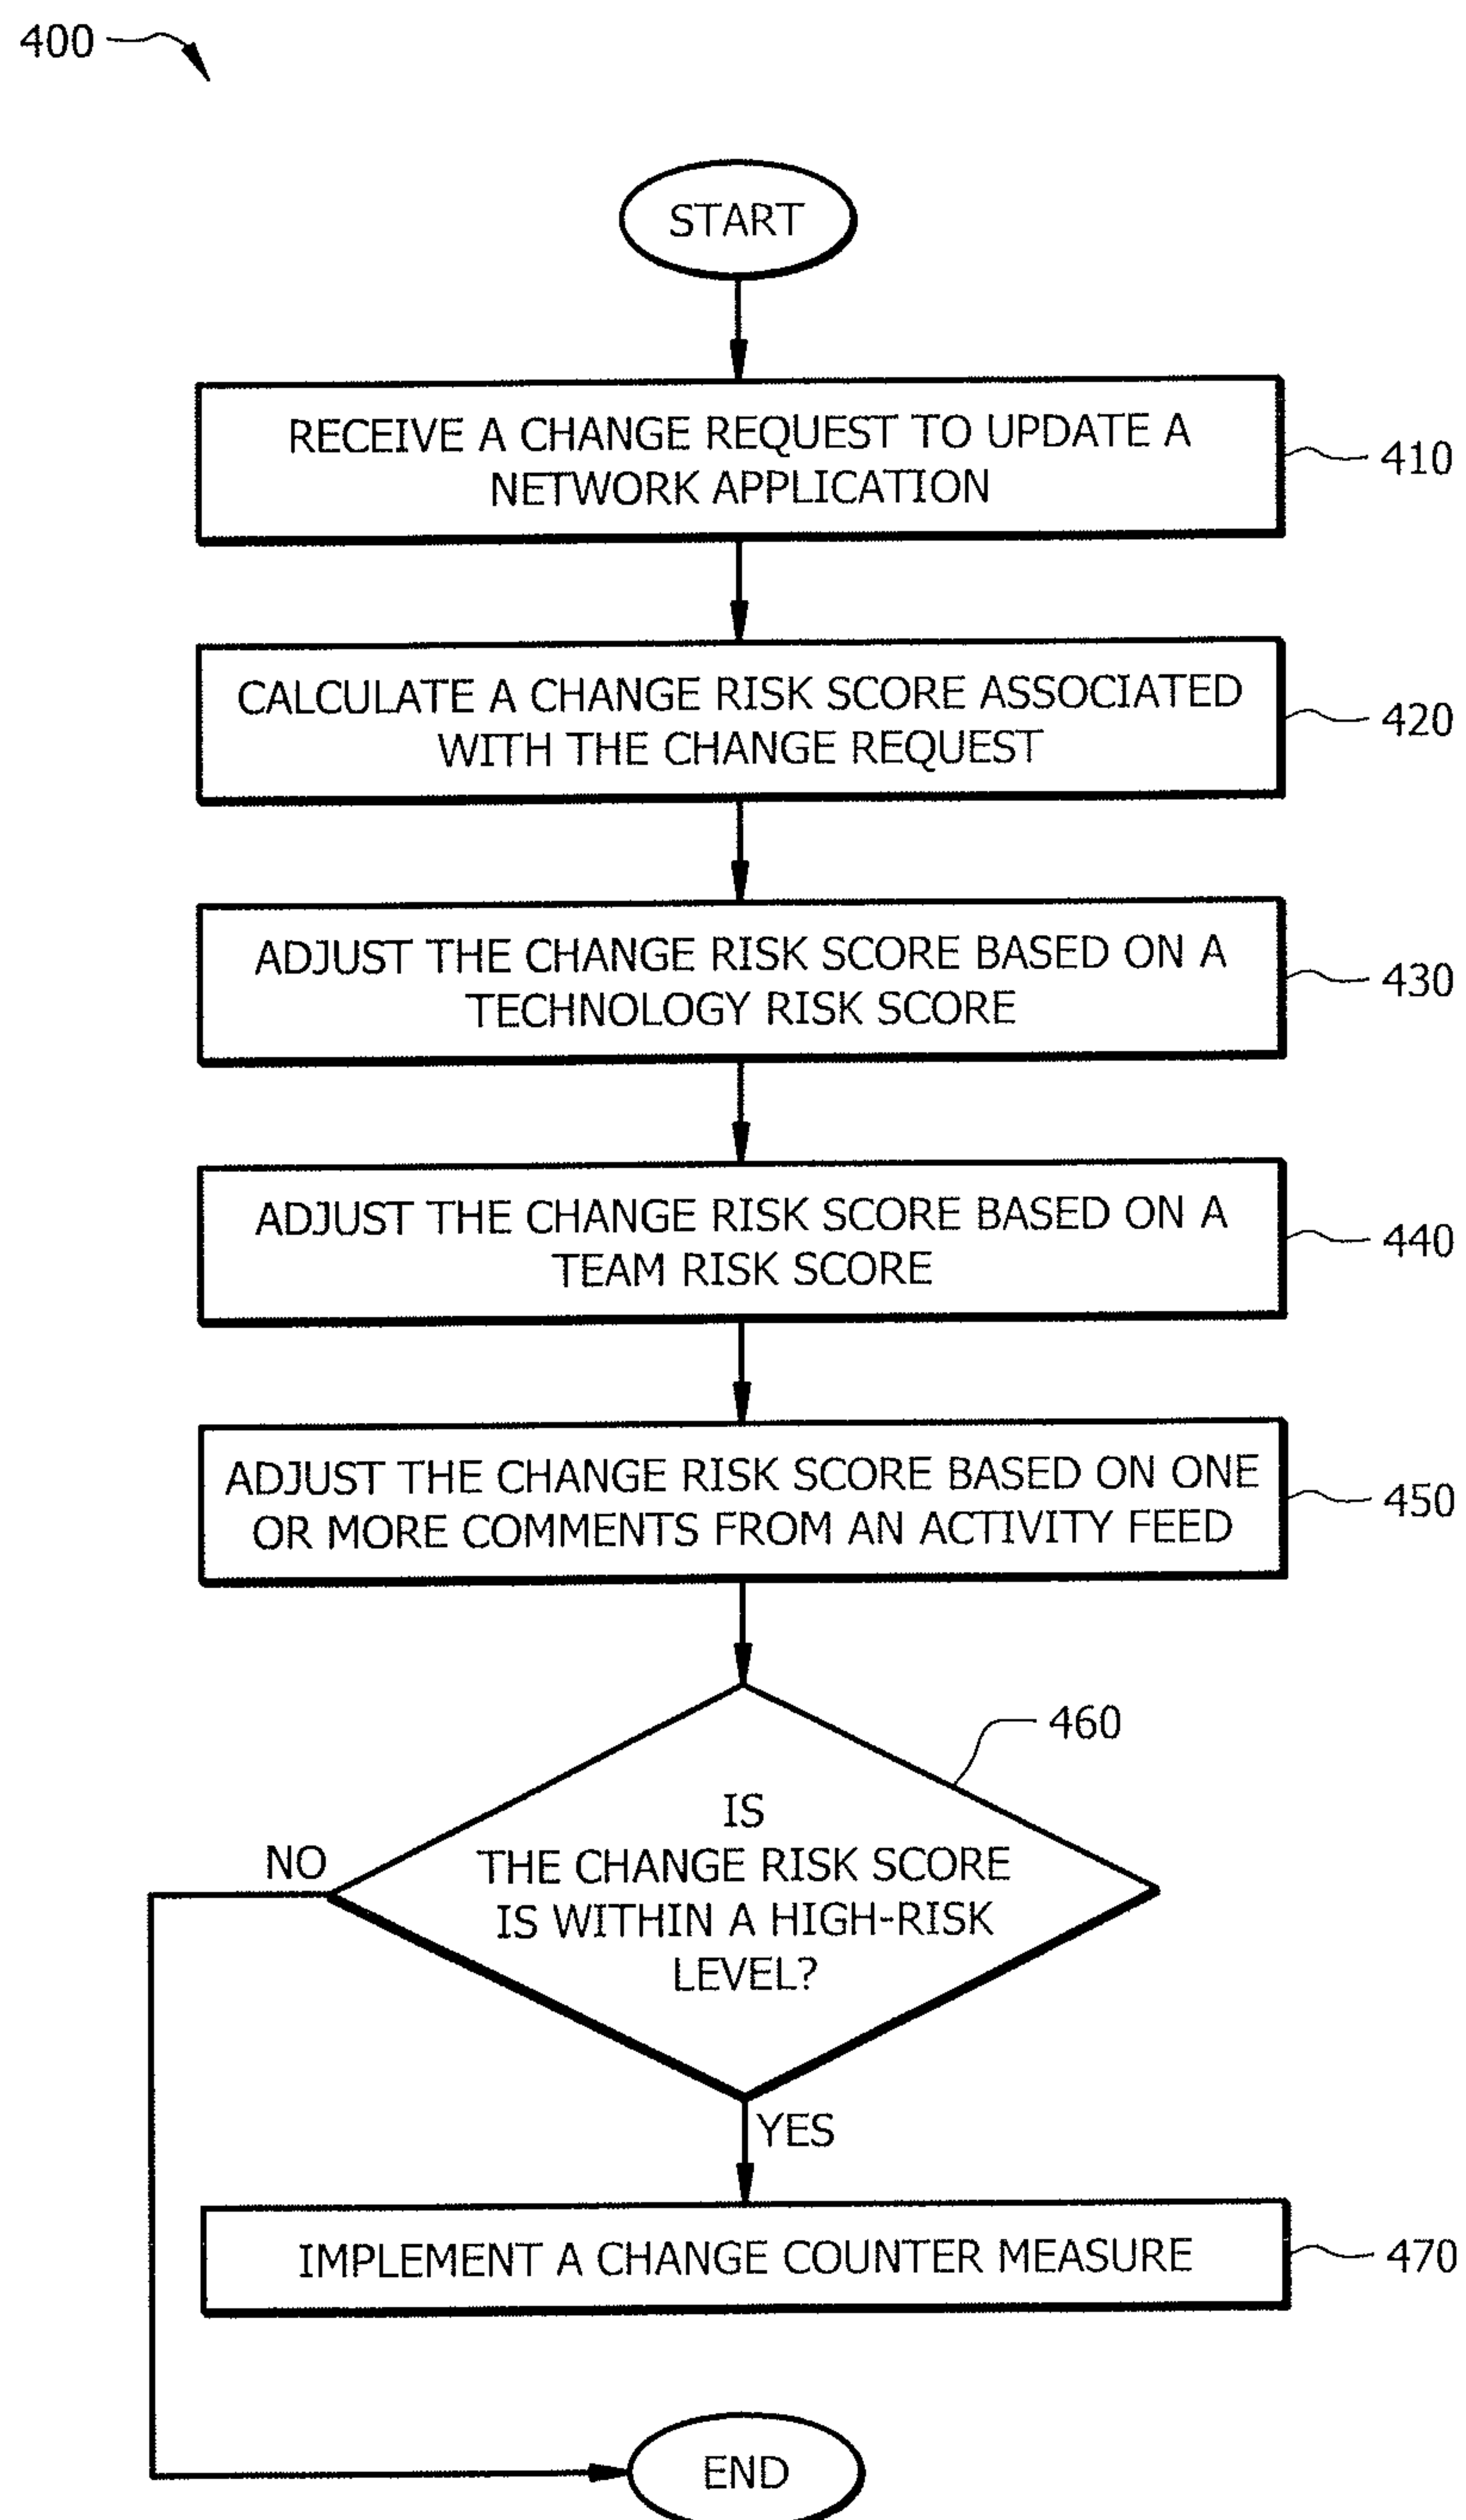 400
START
RECEIVE A CHANGE REQUEST TO UPDATE A
NETWORK APPLICATION
410
CALCULATE A CHANGE RISK SCORE ASSOCIATED
WITH THE CHANGE REQUEST
420
ADJUST THE CHANGE RISK SCORE BASED ON A
TECHNOLOGY RISK SCORE
430
ADJUST THE CHANGE RISK SCORE BASED ON A
TEAM RISK SCORE
440
ADJUST THE CHANGE RISK SCORE BASED ON ONE
OR MORE COMMENTS FROM AN ACTIVITY FEED
450
460
IS
THE CHANGE RISK SCORE
IS WITHIN A HIGH-RISK
LEVEL?
NO
YES
IMPLEMENT A CHANGE COUNTER MEASURE
470
END